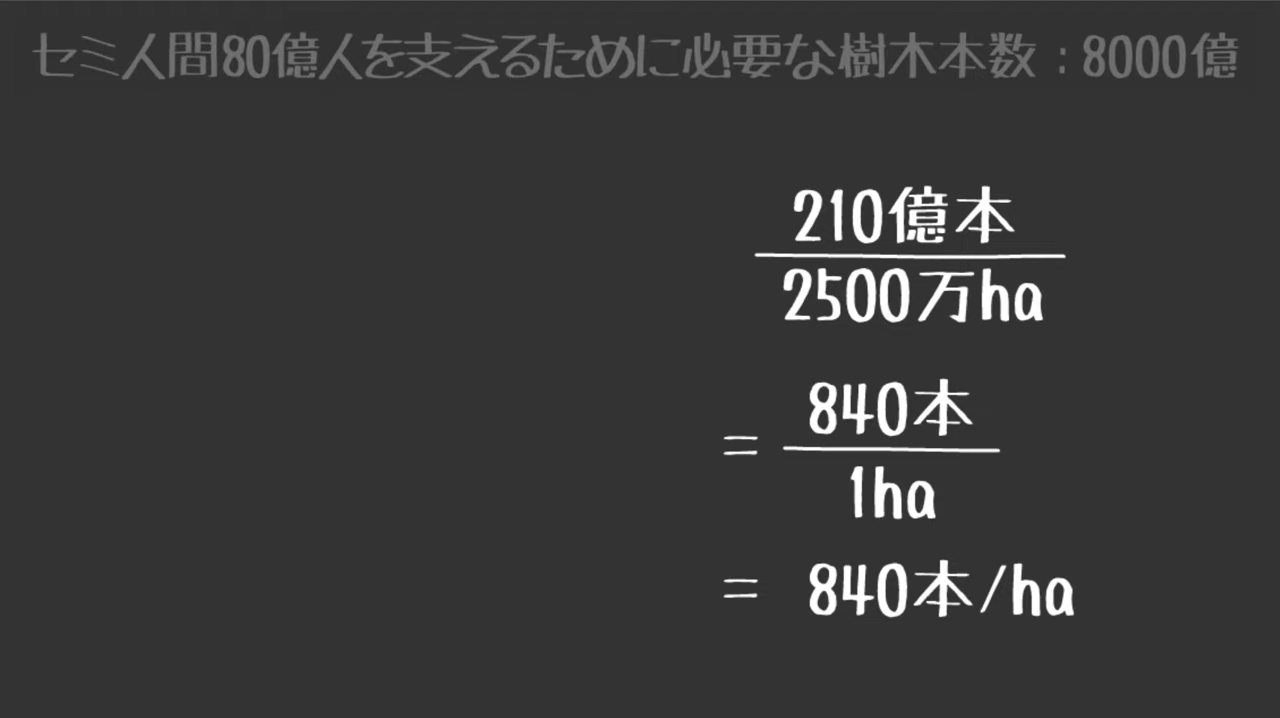 セミ人間80億人を支えるために必要な樹木本数：8000億
210億本
2500万ha
= 840本
1ha
= 840本/ha